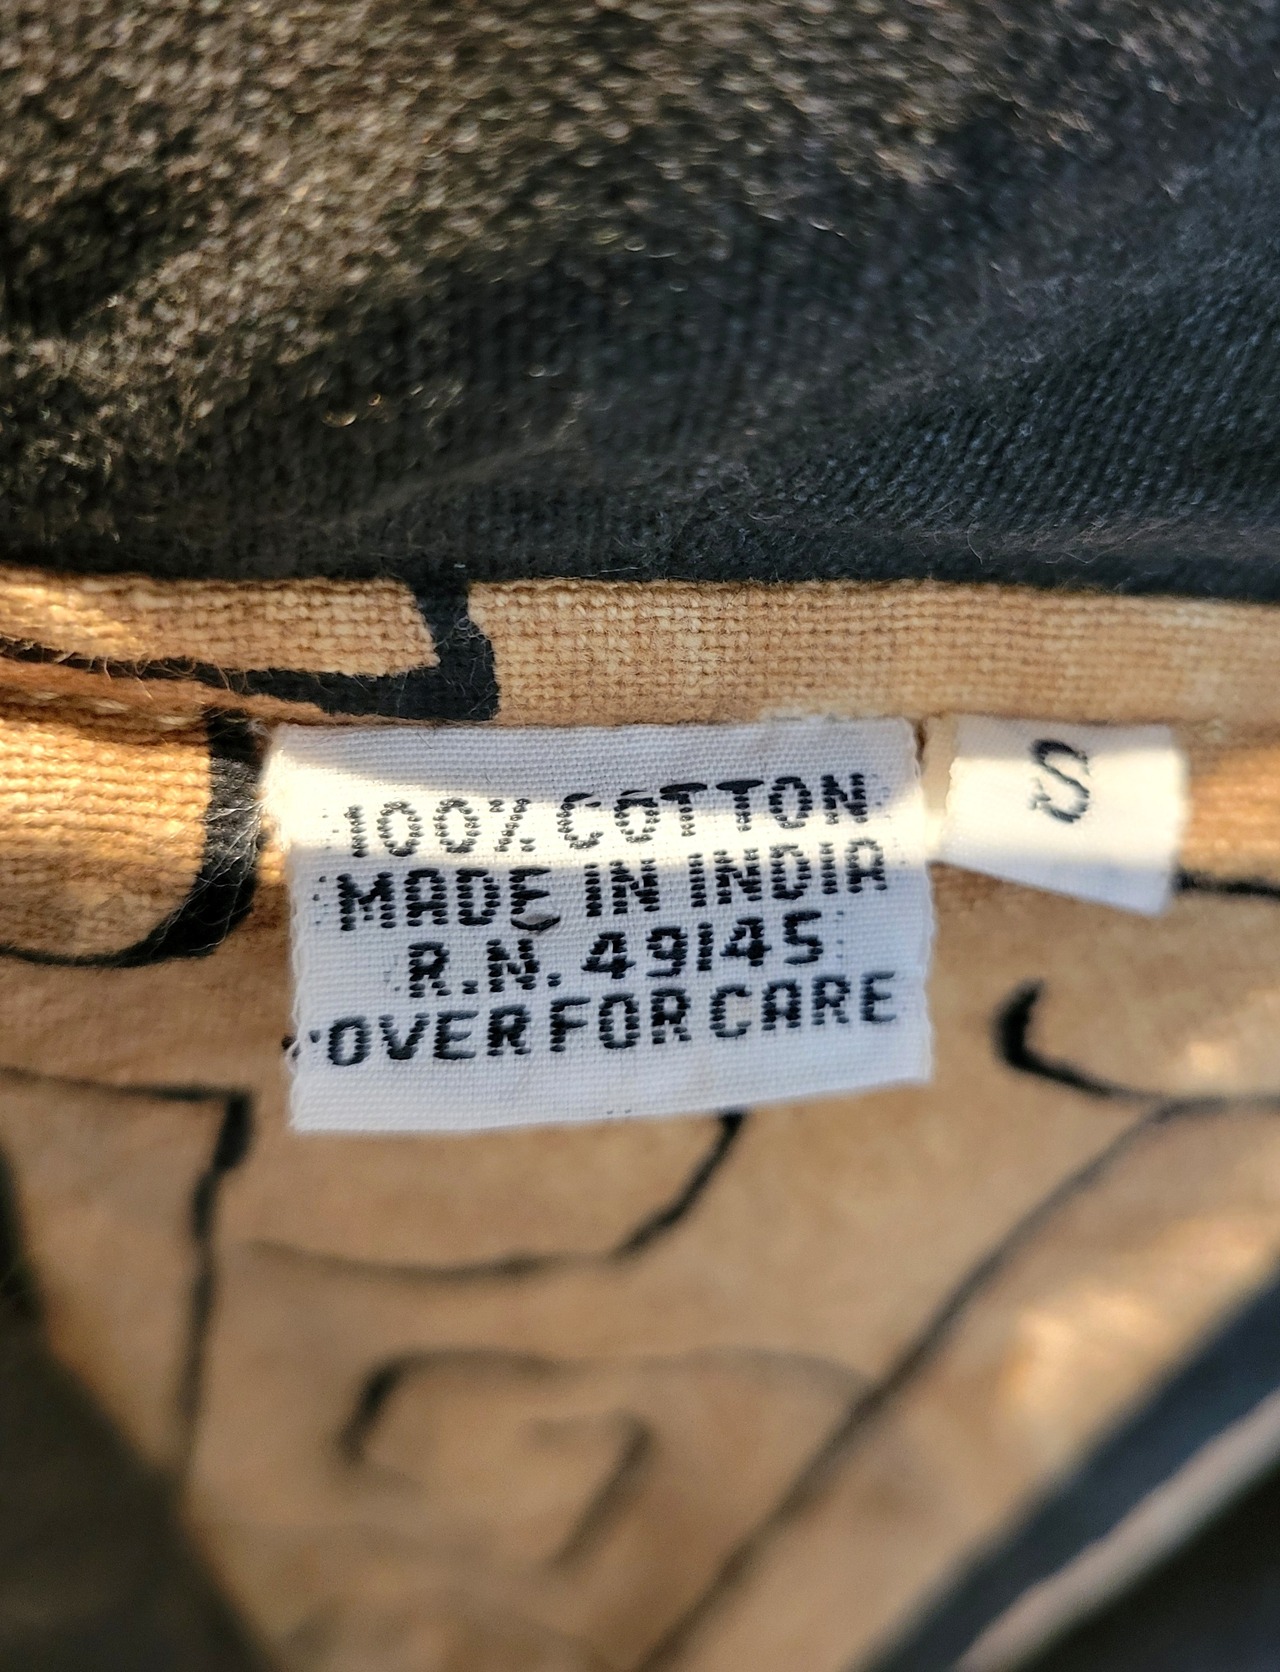 100% COTTON
MADE IN INDIA
R.N. 49145
OVER FOR CARE
S